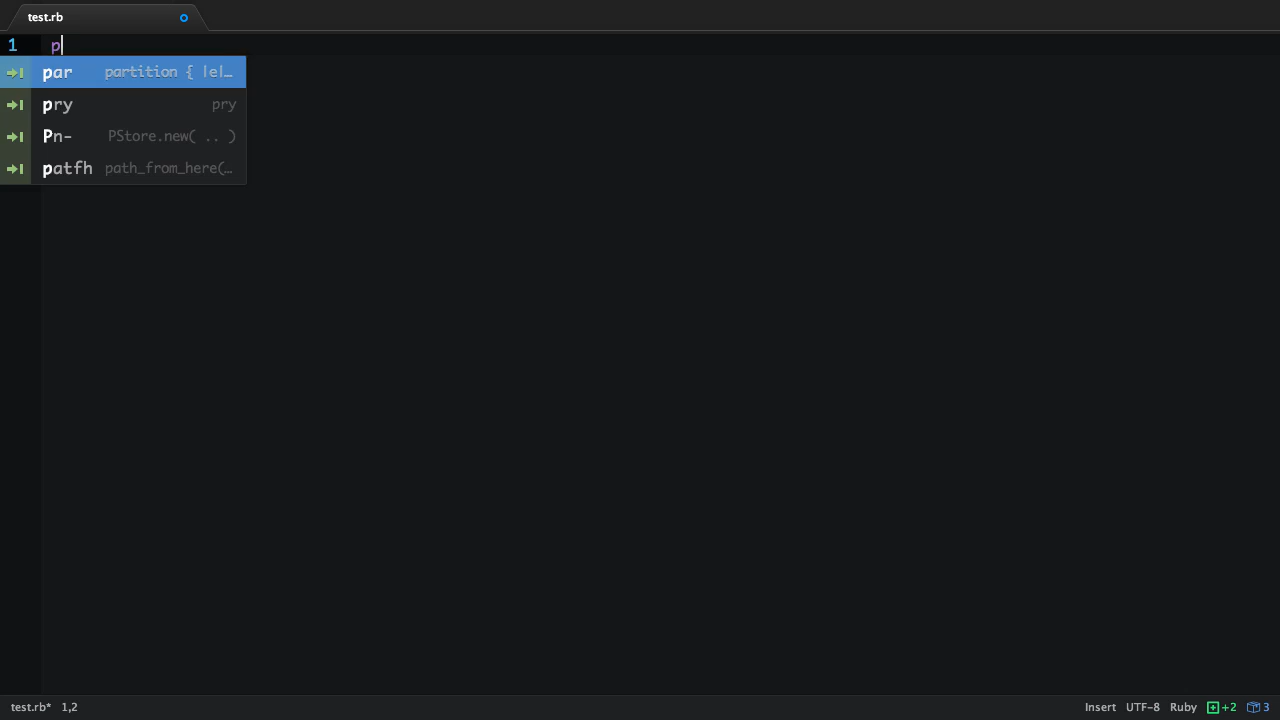 test.rb
1 p
par partition { |el…
pry pry
Pn- PStore.new( .. )
patfh path_from_here(…
test.rb* 1,2 Insert UTF-8 Ruby +2 3